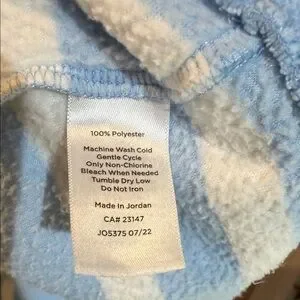 100% Polyester
Machine Wash Cold
Gentle Cycle
Only Non-Chlorine
Bleach When Needed
Tumble Dry Low
Do Not Iron
Made in Jordan
CA# 23147
JO5375 07/22